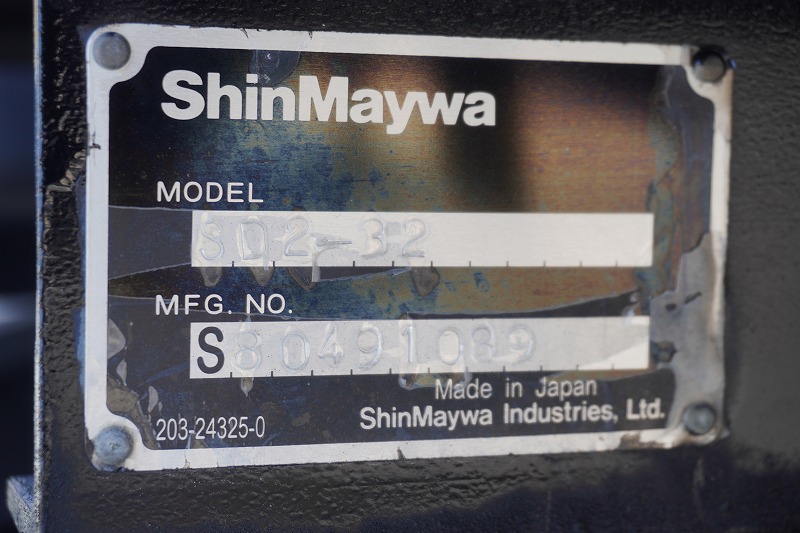 ShinMaywa
MODEL
SD2-32
MFG. NO.
S80491089
Made in Japan
203-24325-0
ShinMaywa Industries, Ltd.